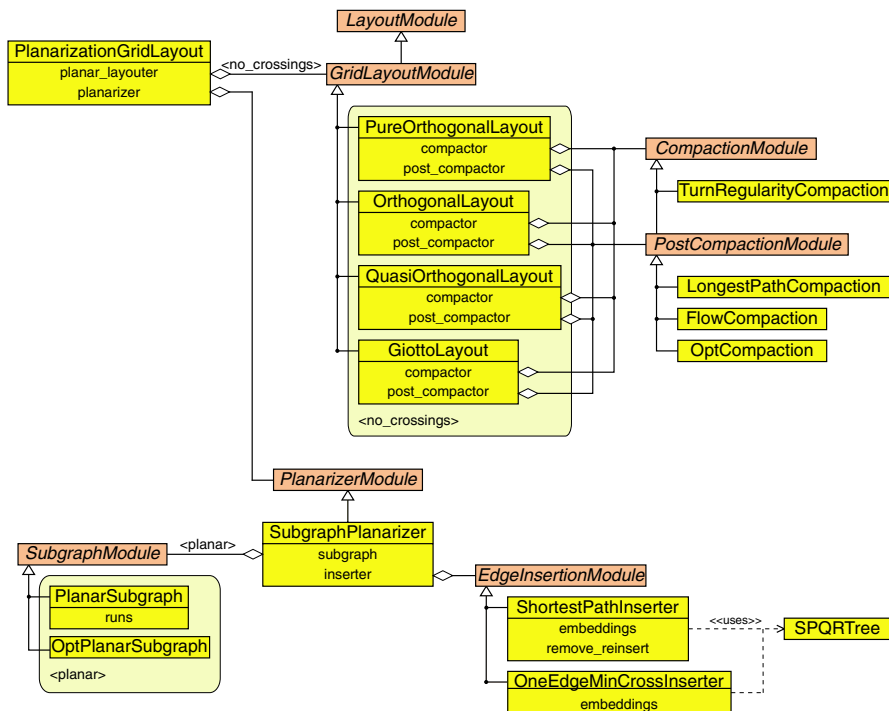 LayoutModule
PlanarizationGridLayout
planar_layouter
planarizer
<no_crossings>
GridLayoutModule
PureOrthogonalLayout
compactor
post_compactor
OrthogonalLayout
compactor
post_compactor
QuasiOrthogonalLayout
compactor
post_compactor
GiottoLayout
compactor
post_compactor
<no_crossings>
CompactionModule
TurnRegularityCompaction
PostCompactionModule
LongestPathCompaction
FlowCompaction
OptCompaction
PlanarizerModule
SubgraphPlanarizer
subgraph
inserter
<planar>
SubgraphModule
PlanarSubgraph
runs
OptPlanarSubgraph
<planar>
EdgeInsertionModule
ShortestPathInserter
embeddings
remove_reinsert
<<uses>>
SPQRTree
OneEdgeMinCrossInserter
embeddings